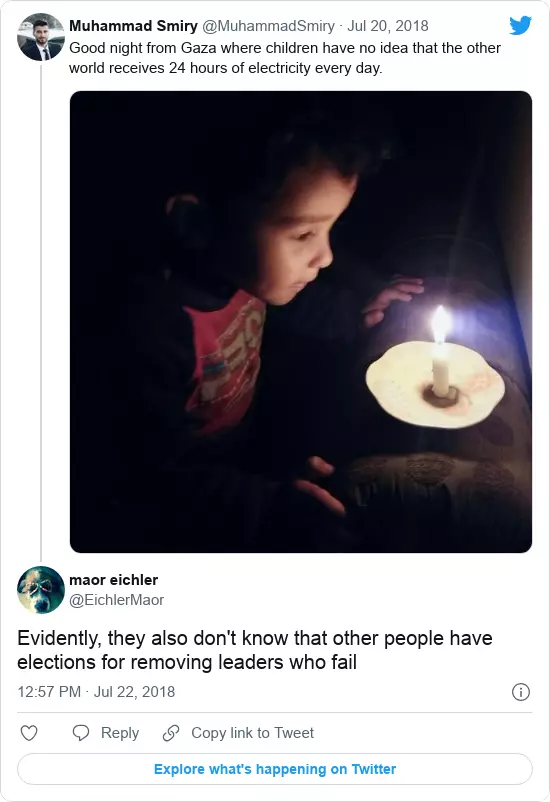 Muhammad Smiry @MuhammadSmiry · Jul 20, 2018
Good night from Gaza where children have no idea that the other
world receives 24 hours of electricity every day.
maor eichler
@EichlerMaor
Evidently, they also don't know that other people have
elections for removing leaders who fail
12:57 PM · Jul 22, 2018
Reply
Copy link to Tweet
Explore what's happening on Twitter